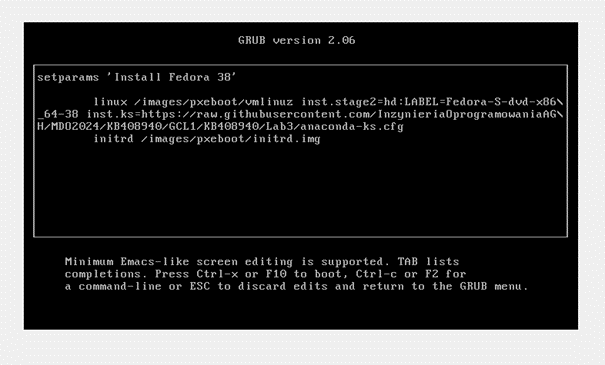 GRUB version 2.06
setparams 'Install Fedora 38'
linux /images/pxeboot/vmlinuz inst.stage2=hd:LABEL=Fedora-S-dvd-x86\
_64-38 inst.ks=https://raw.githubusercontent.com/InzynieriaOprogramowaniaAG\
H/MDO2024/KB408940/GCL1/KB408940/Lab3/anaconda-ks.cfg
initrd /images/pxeboot/initrd.img
Minimum Emacs-like screen editing is supported. TAB lists
completions. Press Ctrl-x or F10 to boot, Ctrl-c or F2 for
a command-line or ESC to discard edits and return to the GRUB menu.